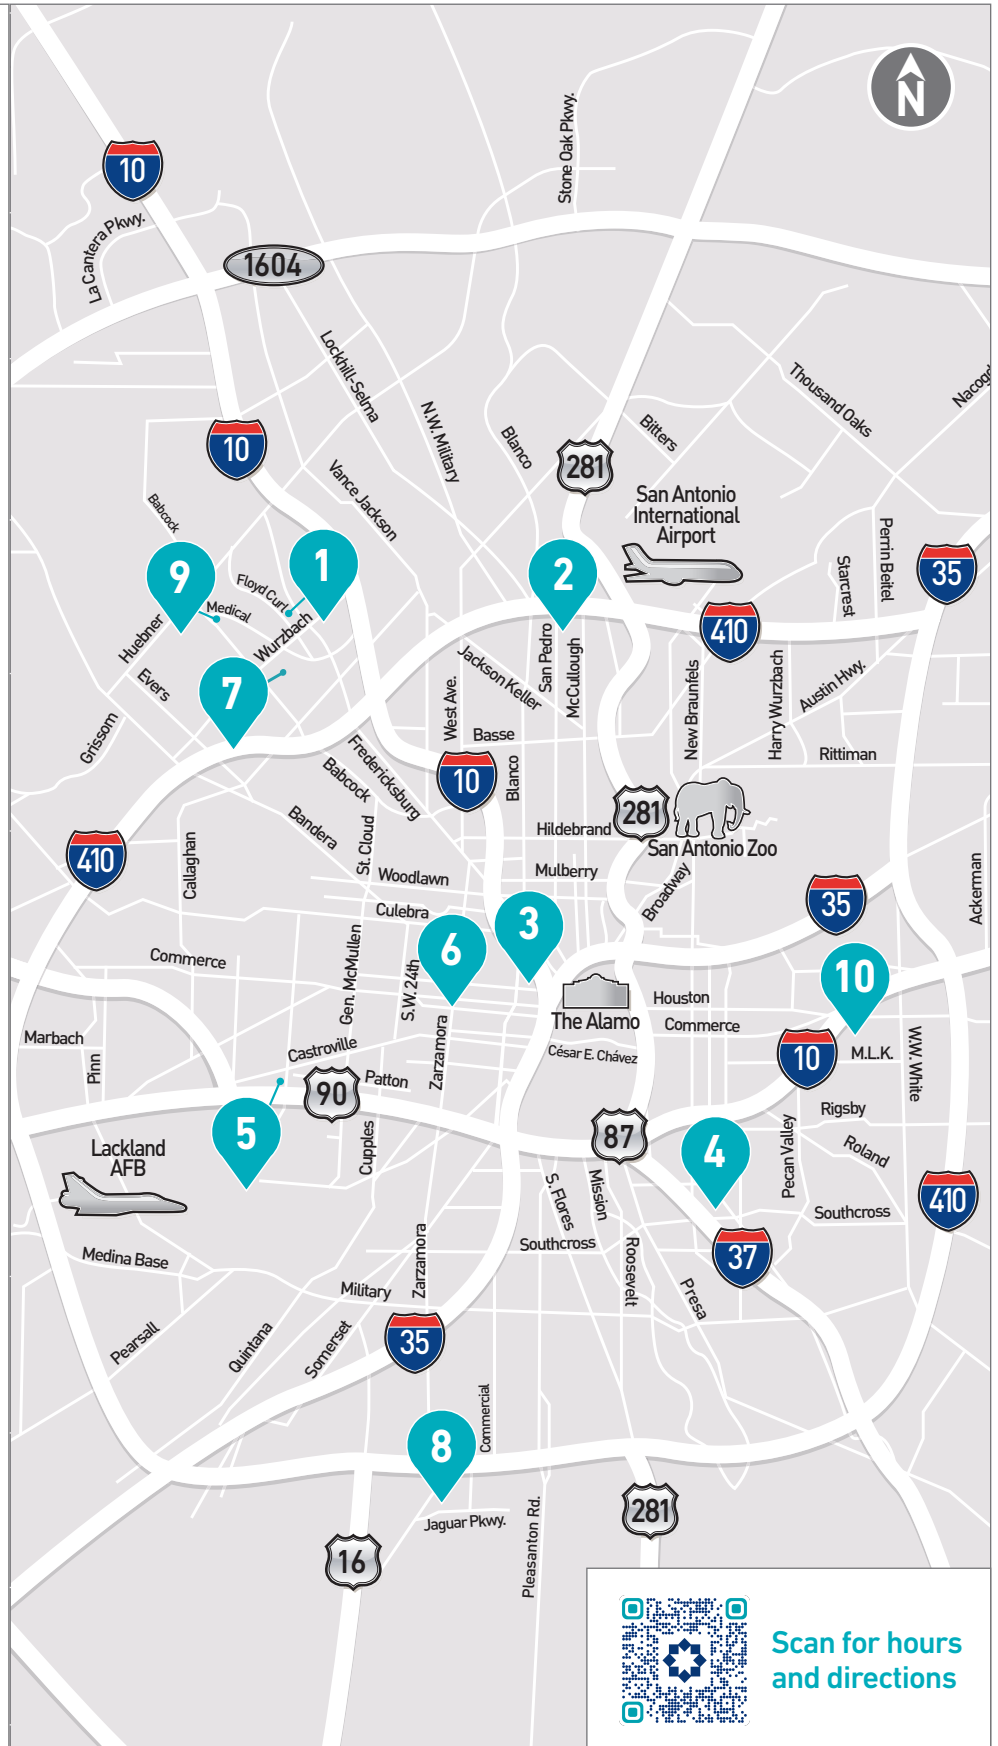 N
10
Stone Oak Pkwy.
La Cantera Pkwy.
1604
Lockhill-Selma
Thousand Oaks
N.W. Military
Blanco
Bitters
10
281
Vance Jackson
San Antonio
International
Airport
Babcock
Perrin Beitel
Starcrest
35
9
1
2
Floyd Curl
Medical
410
Huebner
Wurzbach
San Pedro
McCullough
Jackson Keller
7
Evers
West Ave.
New Braunfels
Harry Wurzbach
Austin Hwy.
Grissom
Basse
Rittiman
Fredericksburg
Babcock
10
Blanco
281
Hildebrand
San Antonio Zoo
Bandera
St. Cloud
410
Callaghan
Woodlawn
Mulberry
Broadway
35
Ackerman
Culebra
3
6
Commerce
Gen. McMullen
S.W. 24th
10
Houston
The Alamo
Commerce
Marbach
Pinn
Castroville
Zarzamora
César E. Chávez
10
M.L.K.
W.W. White
90
Patton
5
Rigsby
87
4
Cupples
Pecan Valley
Roland
Lackland
AFB
S. Flores
Mission
410
Southcross
Medina Base
Zarzamora
Southcross
Roosevelt
37
Military
Presa
Pearsall
Quintana
Somerset
35
Commercial
8
Jaguar Pkwy.
Pleasanton Rd.
281
16
Scan for hours
and directions